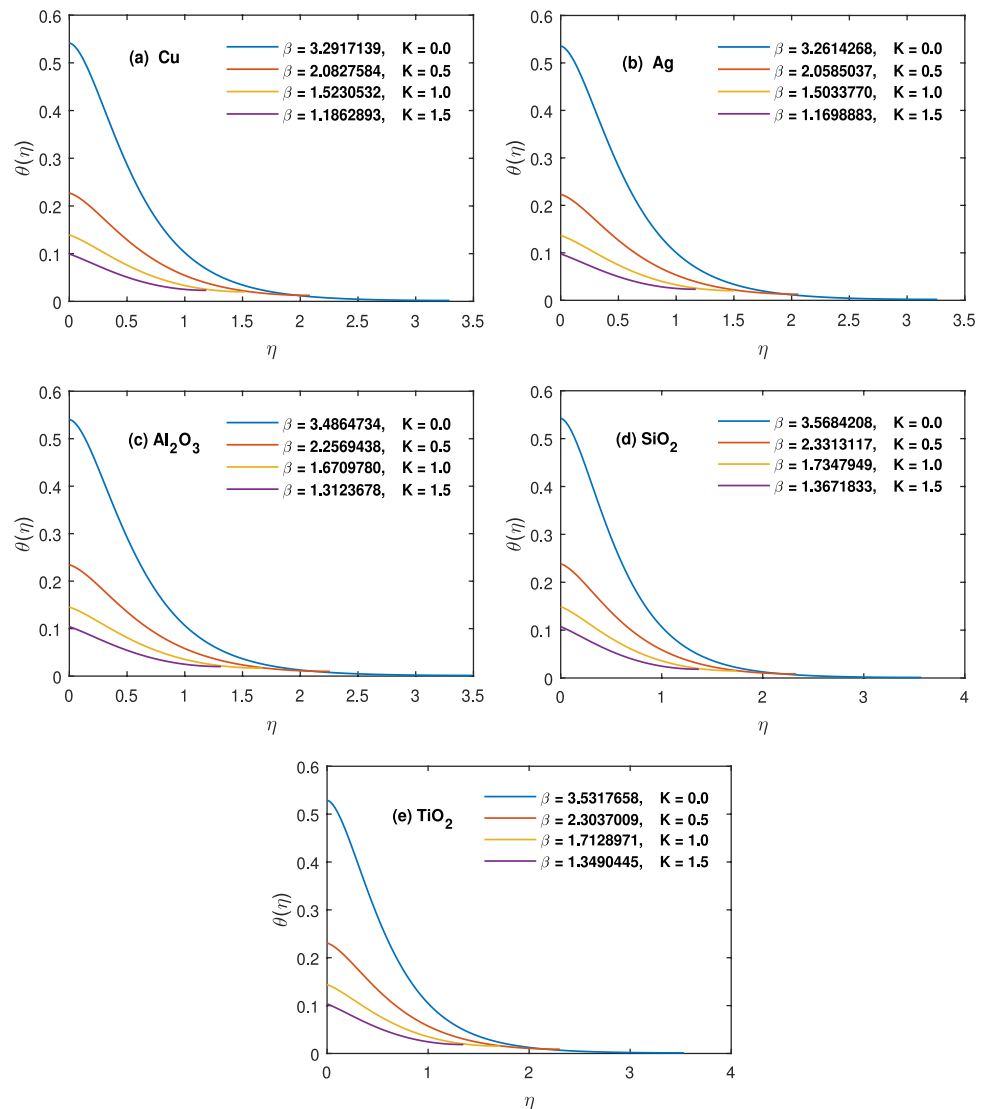 (a) Cu
β = 3.2917139, K = 0.0
β = 2.0827584, K = 0.5
β = 1.5230532, K = 1.0
β = 1.1862893, K = 1.5
θ(η)
0.6
0.5
0.4
0.3
0.2
0.1
0
0 0.5 1 1.5 2 2.5 3 3.5
η
(b) Ag
β = 3.2614268, K = 0.0
β = 2.0585037, K = 0.5
β = 1.5033770, K = 1.0
β = 1.1698883, K = 1.5
θ(η)
0.6
0.5
0.4
0.3
0.2
0.1
0
0 0.5 1 1.5 2 2.5 3 3.5
η
(c) Al₂O₃
β = 3.4864734, K = 0.0
β = 2.2569438, K = 0.5
β = 1.6709780, K = 1.0
β = 1.3123678, K = 1.5
θ(η)
0.6
0.5
0.4
0.3
0.2
0.1
0
0 0.5 1 1.5 2 2.5 3 3.5
η
(d) SiO₂
β = 3.5684208, K = 0.0
β = 2.3313117, K = 0.5
β = 1.7347949, K = 1.0
β = 1.3671833, K = 1.5
θ(η)
0.6
0.5
0.4
0.3
0.2
0.1
0
0 1 2 3 4
η
(e) TiO₂
β = 3.5317658, K = 0.0
β = 2.3037009, K = 0.5
β = 1.7128971, K = 1.0
β = 1.3490445, K = 1.5
θ(η)
0.6
0.5
0.4
0.3
0.2
0.1
0
0 1 2 3 4
η